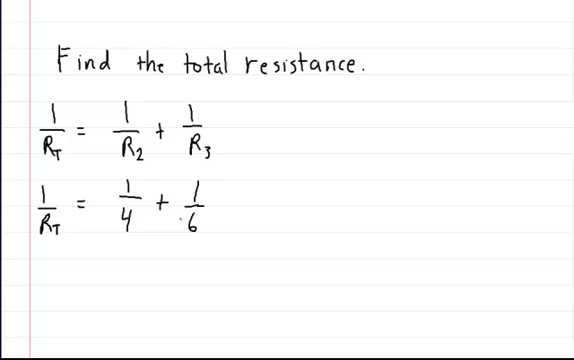 Find the total resistance.
1/R_T = 1/R_2 + 1/R_3
1/R_T = 1/4 + 1/6